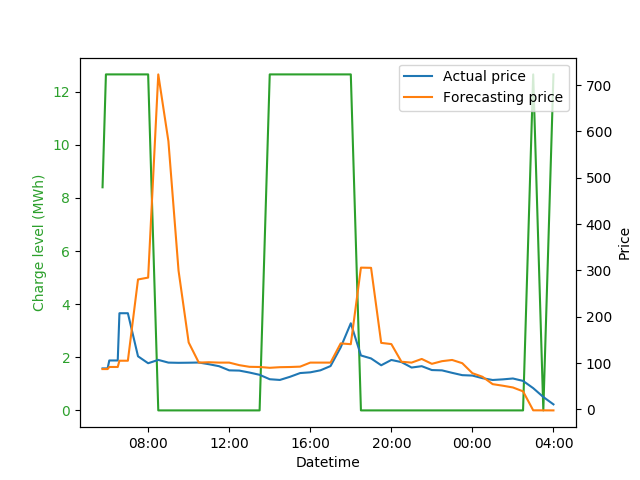 Actual price
Forecasting price
12
10
8
6
4
2
0
Charge level (MWh)
700
600
500
400
300
200
100
0
Price
08:00 12:00 16:00 20:00 00:00 04:00
Datetime